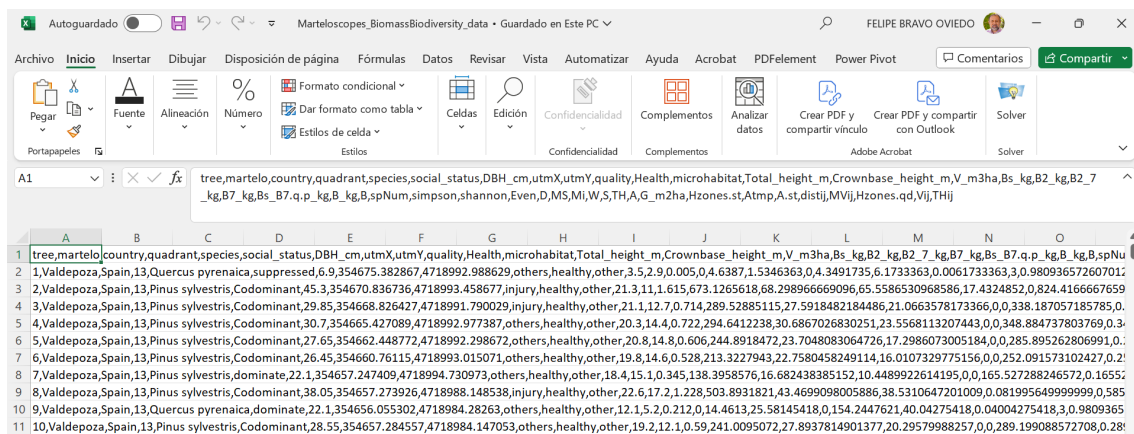 Autoguardado Marteloscopes_BiomassBiodiversity_data • Guardado en Este PC FELIPE BRAVO OVIEDO
Archivo Inicio Insertar Dibujar Disposición de página Fórmulas Datos Revisar Vista Automatizar Ayuda Acrobat PDFelement Power Pivot Comentarios Compartir
Pegar Fuente Alineación Número Formato condicional Dar formato como tabla Estilos de celda Celdas Edición Confidencialidad Complementos Analizar datos Crear PDF y compartir vínculo Crear PDF y compartir con Outlook Solver
Portapapeles Estilos Confidencialidad Complementos Adobe Acrobat Solver
A1 fx tree,martelo,country,quadrant,species,social_status,DBH_cm,utmX,utmY,quality,Health,microhabitat,Total_height_m,Crownbase_height_m,V_m3ha,Bs_kg,B2_kg,B2_7
_kg,B7_kg,Bs_B7.q.p_kg,B_kg,B,spNum,simpson,shannon,Even,D,MS,Mi,W,S,TH,A,G_m2ha,Hzones.st,Atmp,A.st,distij,MVij,Hzones.qd,Vij,THij
A B C D E F G H I J K L M N O
1 tree,martelo,country,quadrant,species,social_status,DBH_cm,utmX,utmY,quality,Health,microhabitat,Total_height_m,Crownbase_height_m,V_m3ha,Bs_kg,B2_kg,B2_7_kg,B7_kg,Bs_B7.q.p_kg,B_kg,B,spNu
2 1,Valdepoza,Spain,13,Quercus pyrenaica,suppressed,6.9,354675.382867,4718992.988629,others,healthy,other,3.5,2.9,0.005,0,4.6387,1.5346363,0,4.3491735,6.1733363,0.0061733363,3,0.980936572607012
3 2,Valdepoza,Spain,13,Pinus sylvestris,Codominant,45.3,354670.836736,4718993.458677,injury,healthy,other,21.3,11,1.615,673.1265618,68.298966669096,65.5586530968586,17.4324852,0,824.4166667659
4 3,Valdepoza,Spain,13,Pinus sylvestris,Codominant,29.85,354668.826427,4718991.790029,injury,healthy,other,21.1,12.7,0.714,289.52885115,27.5918482184486,21.0663578173366,0,0,338.187057185785,0.
5 4,Valdepoza,Spain,13,Pinus sylvestris,Codominant,30.7,354665.427089,4718992.977387,others,healthy,other,20.3,14.4,0.722,294.6412238,30.6867026830251,23.5568113207443,0,0,348.884737803769,0.34
6 5,Valdepoza,Spain,13,Pinus sylvestris,Codominant,27.65,354662.448772,4718992.298672,others,healthy,other,20.8,14.8,0.606,244.8918472,23.7048083064726,17.2986073005184,0,0,285.895262806991,0.
7 6,Valdepoza,Spain,13,Pinus sylvestris,Codominant,26.45,354660.76115,4718993.015071,others,healthy,other,19.8,14.6,0.528,213.3227943,22.7580458249114,16.0107329775156,0,0,252.091573102427,0.25
8 7,Valdepoza,Spain,13,Pinus sylvestris,dominate,22.1,354657.247409,4718994.730973,others,healthy,other,18.4,15.1,0.345,138.3958576,16.682438385152,10.4489922614195,0,0,165.527288246572,0.16552
9 8,Valdepoza,Spain,13,Pinus sylvestris,Codominant,38.05,354657.273926,4718988.148538,injury,healthy,other,22.6,17.2,1.228,503.8931821,43.4699098005886,38.5310647201009,0.081995649999999,0,585
10 9,Valdepoza,Spain,13,Quercus pyrenaica,dominate,22.1,354656.055302,4718984.28263,others,healthy,other,12.1,5.2,0.212,0,14.4613,25.58145418,0,154.2447621,40.04275418,0.04004275418,3,0.9809365
11 10,Valdepoza,Spain,13,Pinus sylvestris,Codominant,28.55,354657.284557,4718984.147053,others,healthy,other,19.2,12.1,0.59,241.0095072,27.8937814901377,20.29579988257,0,0,289.199088572708,0.289